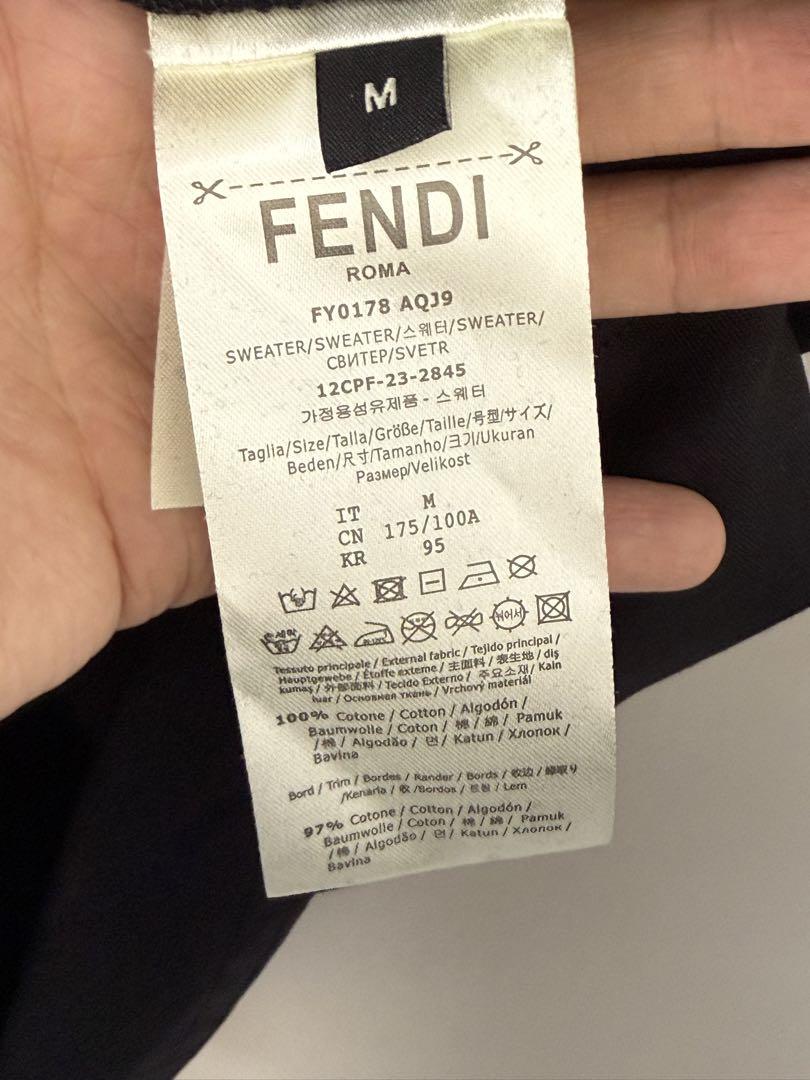 M
FENDI
ROMA
FY0178 AQJ9
SWEATER/SWEATER/스웨터/SWEATER/
СВИТЕР/SVETR
12CPF-23-2845
가정용섬유제품 - 스웨터
Taglia/Size/Talla/Größe/Taille/号型/サイズ/
Beden/尺寸/Tamanho/크기/Ukuran
Размер/Velikost
IT M
CN 175/100A
KR 95
Tessuto principale / External fabric / Tejido principal /
Hauptgewebe / Étoffe externe / 主面料 / 表生地 / dış
kumaş / 外部面料 / Tecido Externo / 주요소재 / Kain
luar / Основная ткань / Vrchový materiál
100% Cotone / Cotton / Algodón /
Baumwolle / Coton / 棉 / 綿 / Pamuk
/ 棉 / Algodão / 면 / Katun / Хлопок /
Bavlna
Bord / Trim / Bordes / Rander / Bords / 收边 / 縁取り
/Kenarla / 收 /Bordos / 트림 / Lem
97% Cotone / Cotton / Algodón /
Baumwolle / Coton / 棉 / 綿 / Pamuk
/ 棉 / Algodão / 면 / Katun / Хлопок /
Bavlna